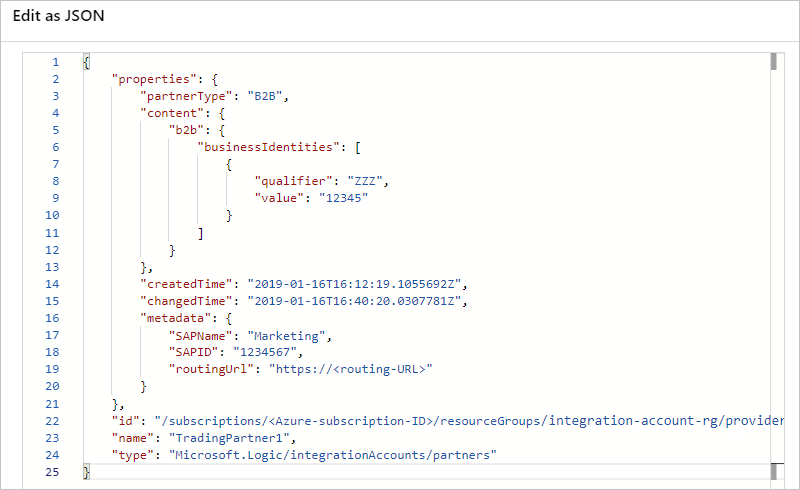 Edit as JSON
1 {
2 "properties": {
3 "partnerType": "B2B",
4 "content": {
5 "b2b": {
6 "businessIdentities": [
7 {
8 "qualifier": "ZZZ",
9 "value": "12345"
10 }
11 ]
12 }
13 },
14 "createdTime": "2019-01-16T16:12:19.1055692Z",
15 "changedTime": "2019-01-16T16:40:20.0307781Z",
16 "metadata": {
17 "SAPName": "Marketing",
18 "SAPID": "1234567",
19 "routingUrl": "https://<routing-URL>"
20 }
21 },
22 "id": "/subscriptions/<Azure-subscription-ID>/resourceGroups/integration-account-rg/provider
23 "name": "TradingPartner1",
24 "type": "Microsoft.Logic/integrationAccounts/partners"
25 }